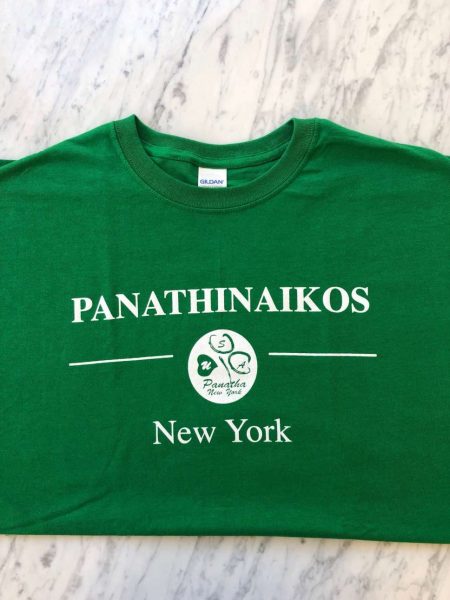 GILDAN
PANATHINAIKOS
S
U A
Panatha
New York
New York